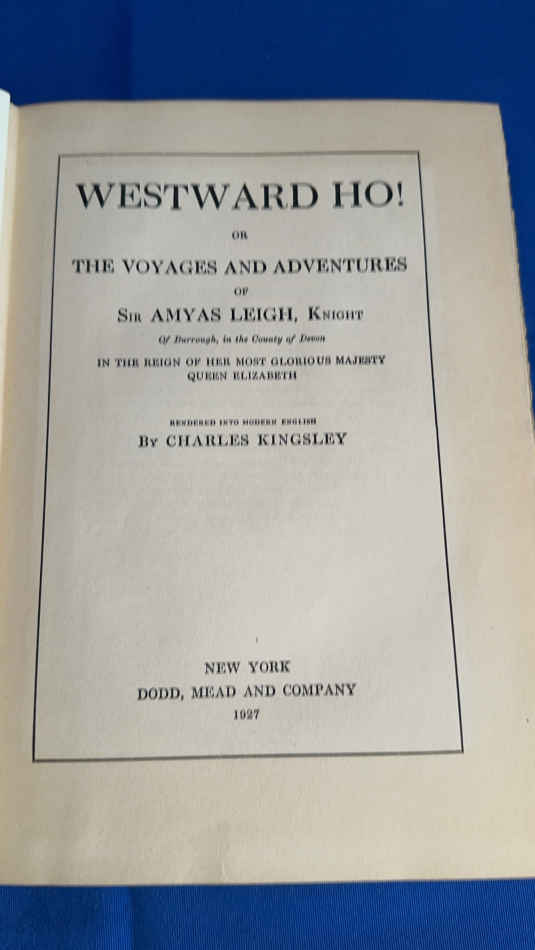 WESTWARD HO!
OR
THE VOYAGES AND ADVENTURES
OF
SIR AMYAS LEIGH, KNIGHT
Of Burrough, in the County of Devon
IN THE REIGN OF HER MOST GLORIOUS MAJESTY
QUEEN ELIZABETH
RENDERED INTO MODERN ENGLISH
BY CHARLES KINGSLEY
NEW YORK
DODD, MEAD AND COMPANY
1927